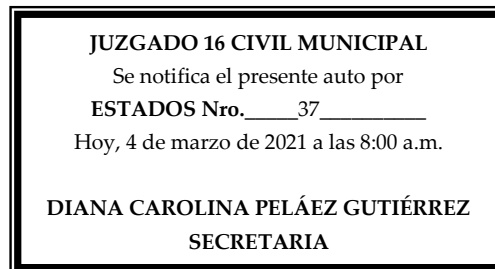 JUZGADO 16 CIVIL MUNICIPAL
Se notifica el presente auto por
ESTADOS Nro._____37__________
Hoy, 4 de marzo de 2021 a las 8:00 a.m.
DIANA CAROLINA PELÁEZ GUTIÉRREZ
SECRETARIA